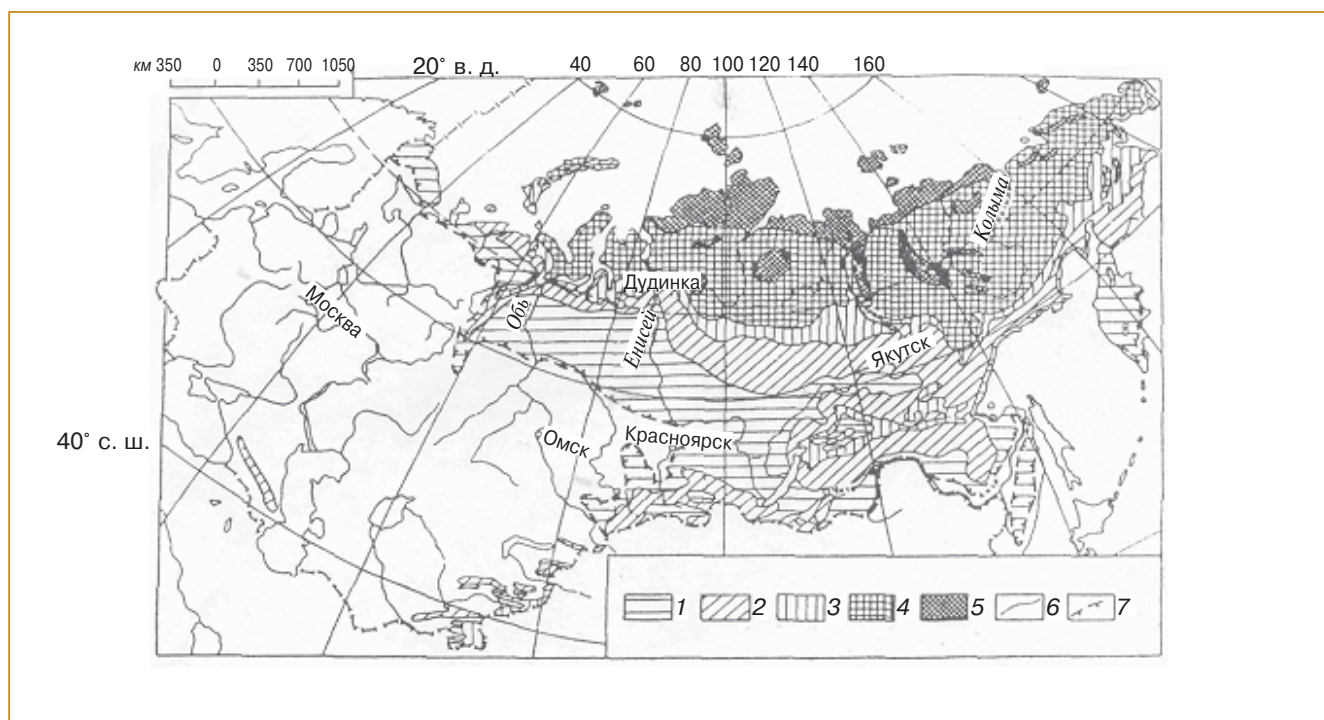 км 350 0 350 700 1050
20° в. д. 40 60 80 100 120 140 160
Колыма
Дудинка
Москва
Обь
Енисей
Якутск
40° с. ш.
Омск
Красноярск
1 2 3 4 5 6 7